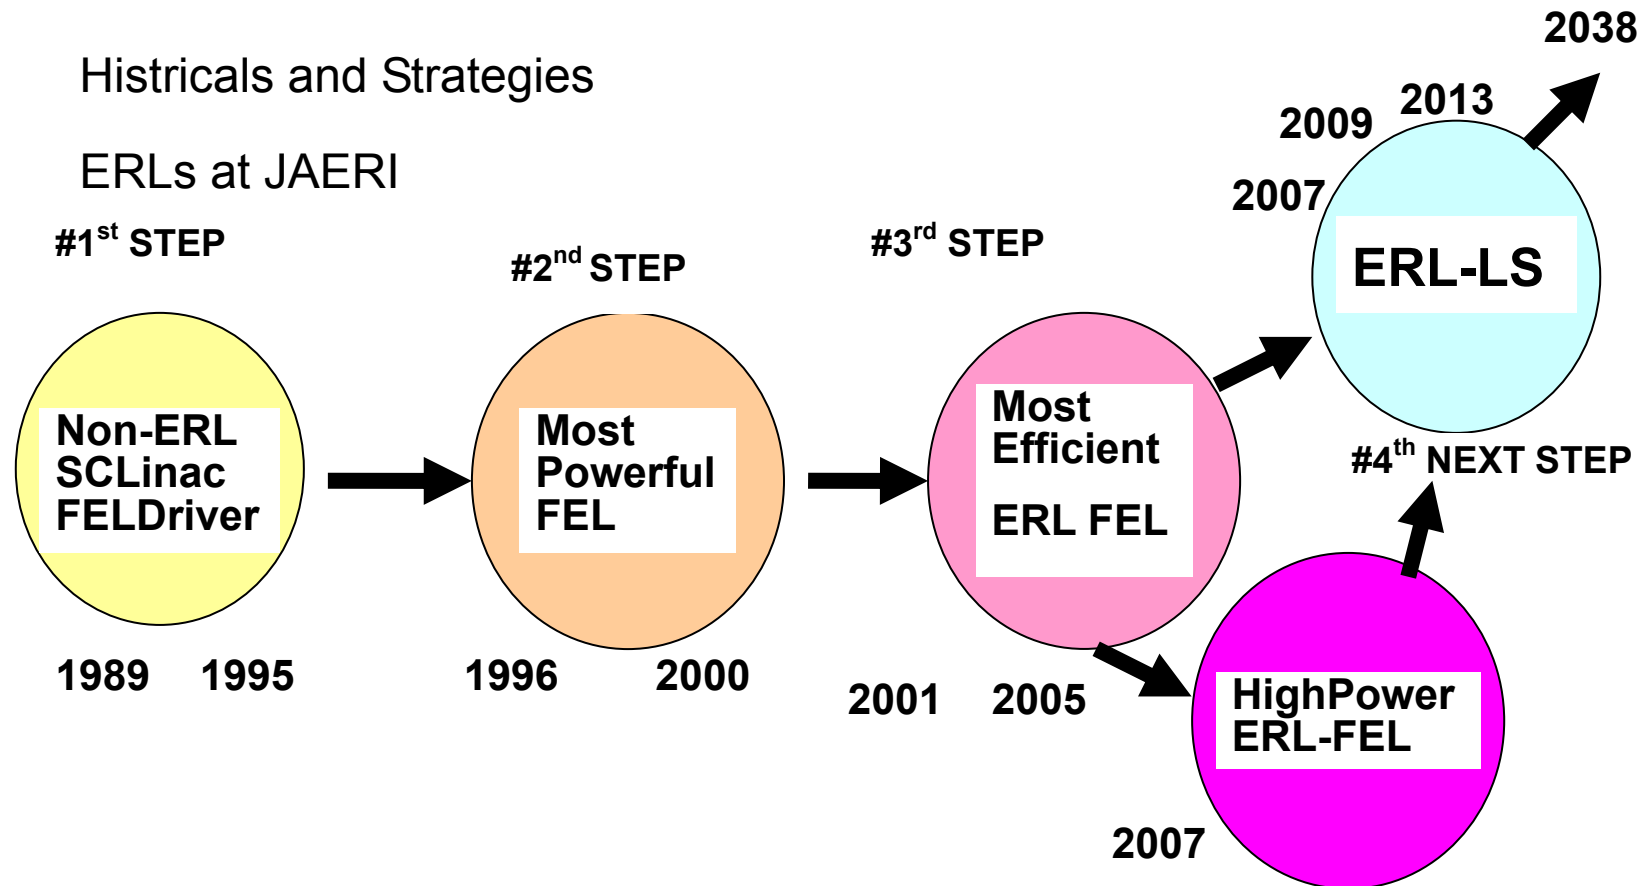 Histricals and Strategies
ERLs at JAERI
#1st STEP
Non-ERL
SCLinac
FELDriver
1989 1995
#2nd STEP
Most
Powerful
FEL
1996 2000
#3rd STEP
Most
Efficient
ERL FEL
2001 2005
2007
2009
2013
2038
ERL-LS
#4th NEXT STEP
HighPower
ERL-FEL
2007